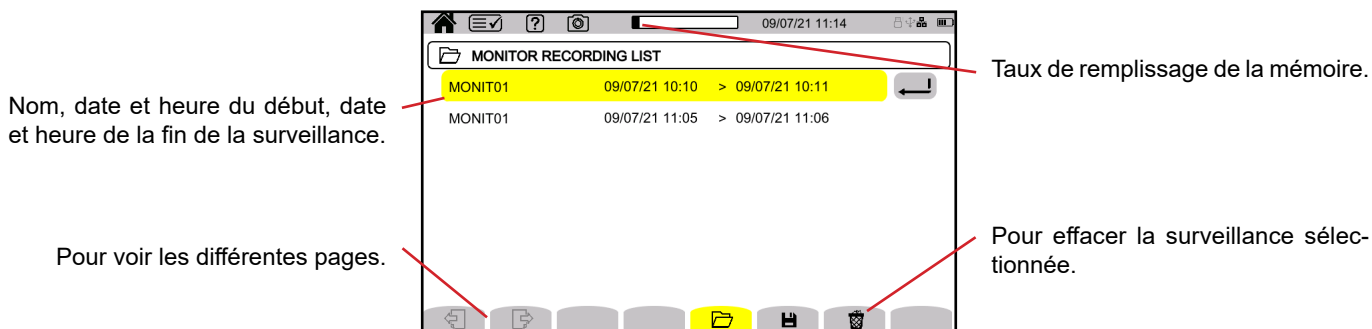 09/07/21 11:14
MONITOR RECORDING LIST
MONIT01 09/07/21 10:10 > 09/07/21 10:11
MONIT01 09/07/21 11:05 > 09/07/21 11:06
Nom, date et heure du début, date
et heure de la fin de la surveillance.
Pour voir les différentes pages.
Taux de remplissage de la mémoire.
Pour effacer la surveillance sélec-
tionnée.